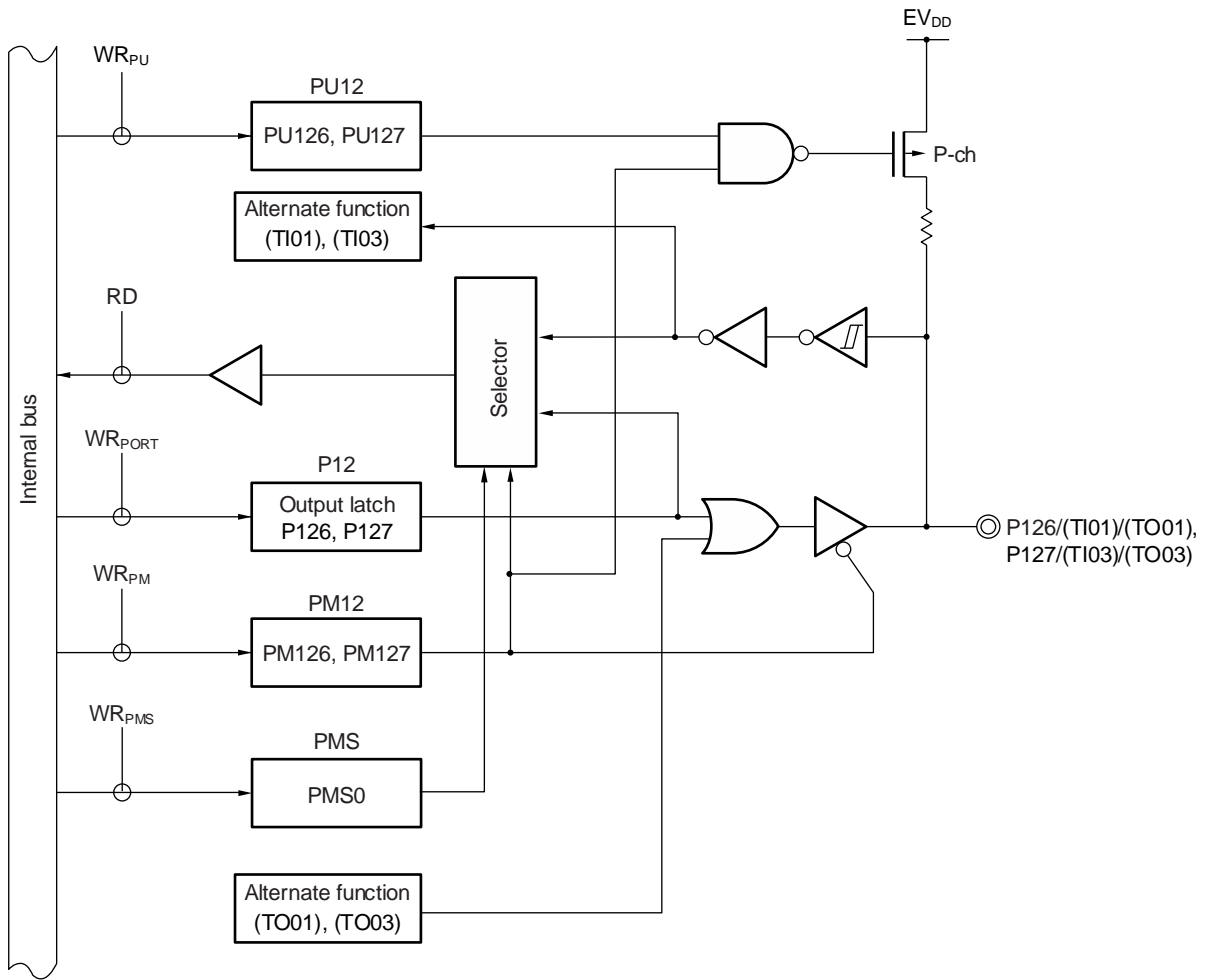 EVDD
WRPU
PU12
PU126, PU127
P-ch
Alternate function
(TI01), (TI03)
RD
Selector
Internal bus
WRPORT
P12
Output latch
P126, P127
P126/(TI01)/(TO01),
P127/(TI03)/(TO03)
WRPM
PM12
PM126, PM127
WRPMS
PMS
PMS0
Alternate function
(TO01), (TO03)